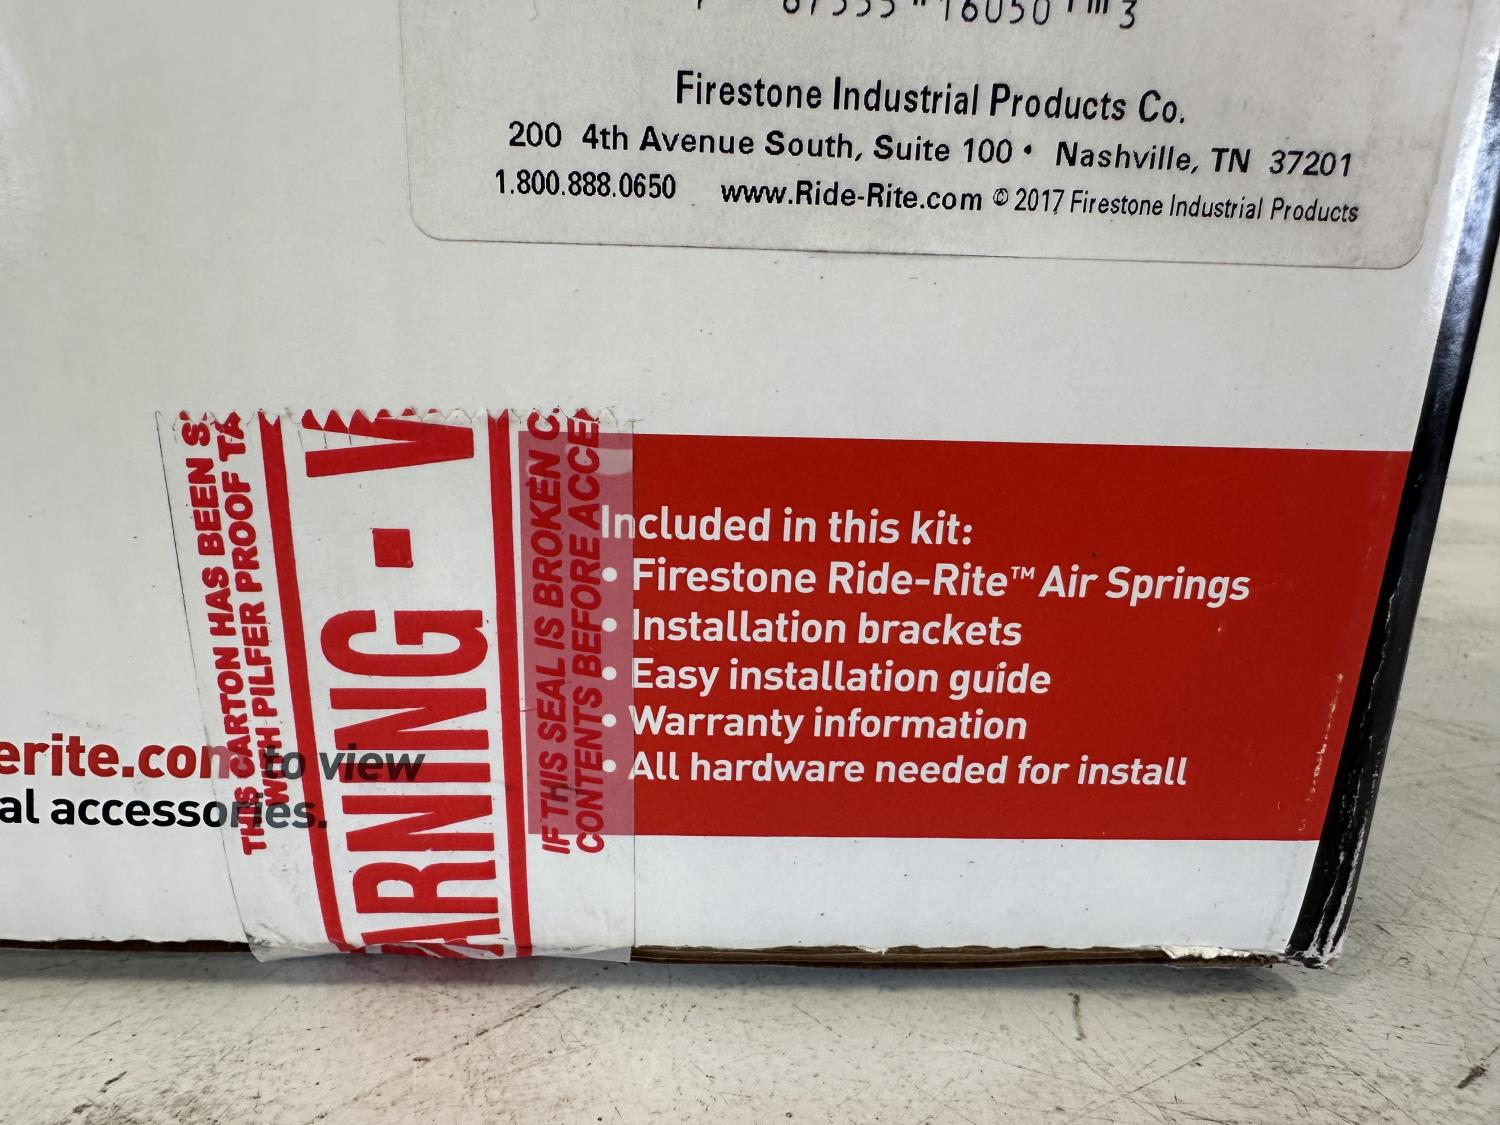 16050 3
Firestone Industrial Products Co.
200 4th Avenue South, Suite 100 • Nashville, TN 37201
1.800.888.0650 www.Ride-Rite.com © 2017 Firestone Industrial Products
THIS CARTON HAS BEEN S
WITH PILFER PROOF TA
ARNING - W
IF THIS SEAL IS BROKEN C
CONTENTS BEFORE ACCE
Included in this kit:
• Firestone Ride-Rite™ Air Springs
• Installation brackets
• Easy installation guide
• Warranty information
• All hardware needed for install
erite.com to view
al accessories.